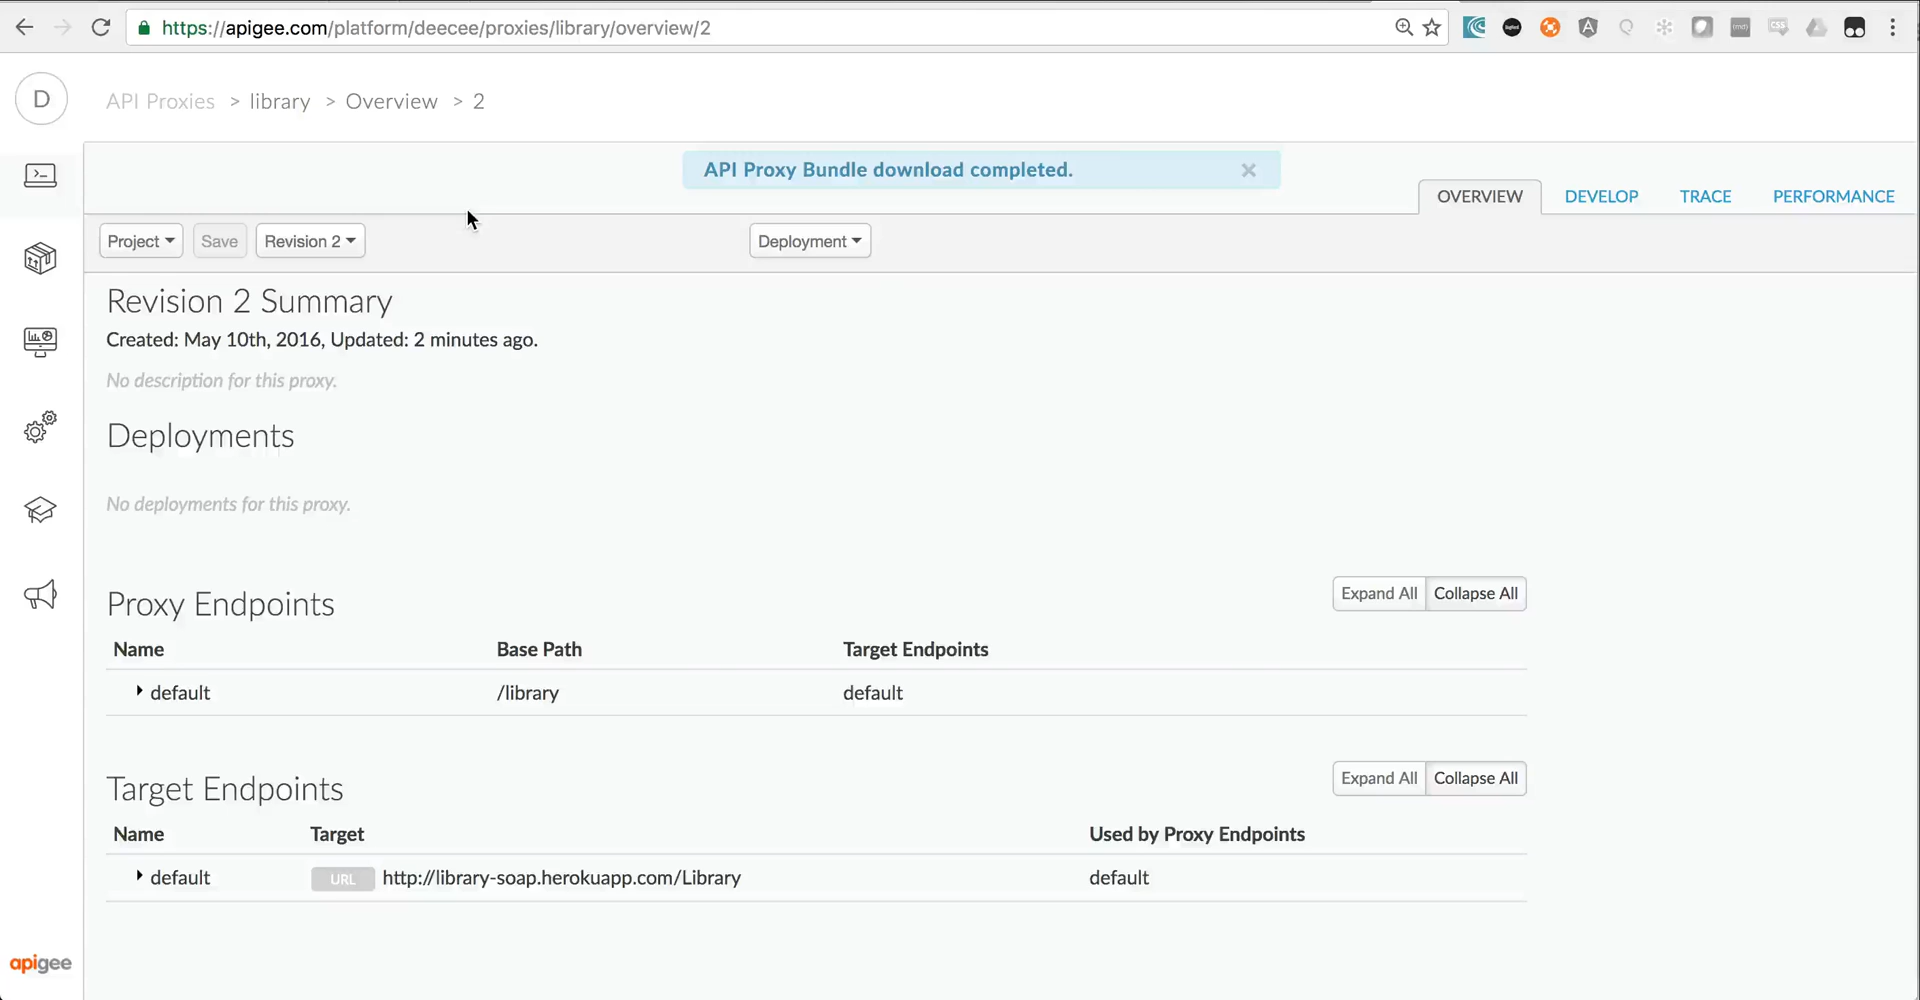 https://apigee.com/platform/deecee/proxies/library/overview/2
D
API Proxies > library > Overview > 2
API Proxy Bundle download completed.
OVERVIEW DEVELOP TRACE PERFORMANCE
Project Save Revision 2 Deployment
Revision 2 Summary
Created: May 10th, 2016, Updated: 2 minutes ago.
No description for this proxy.
Deployments
No deployments for this proxy.
Proxy Endpoints Expand All Collapse All
Name Base Path Target Endpoints
default /library default
Target Endpoints Expand All Collapse All
Name Target Used by Proxy Endpoints
default URL http://library-soap.herokuapp.com/Library default
apigee